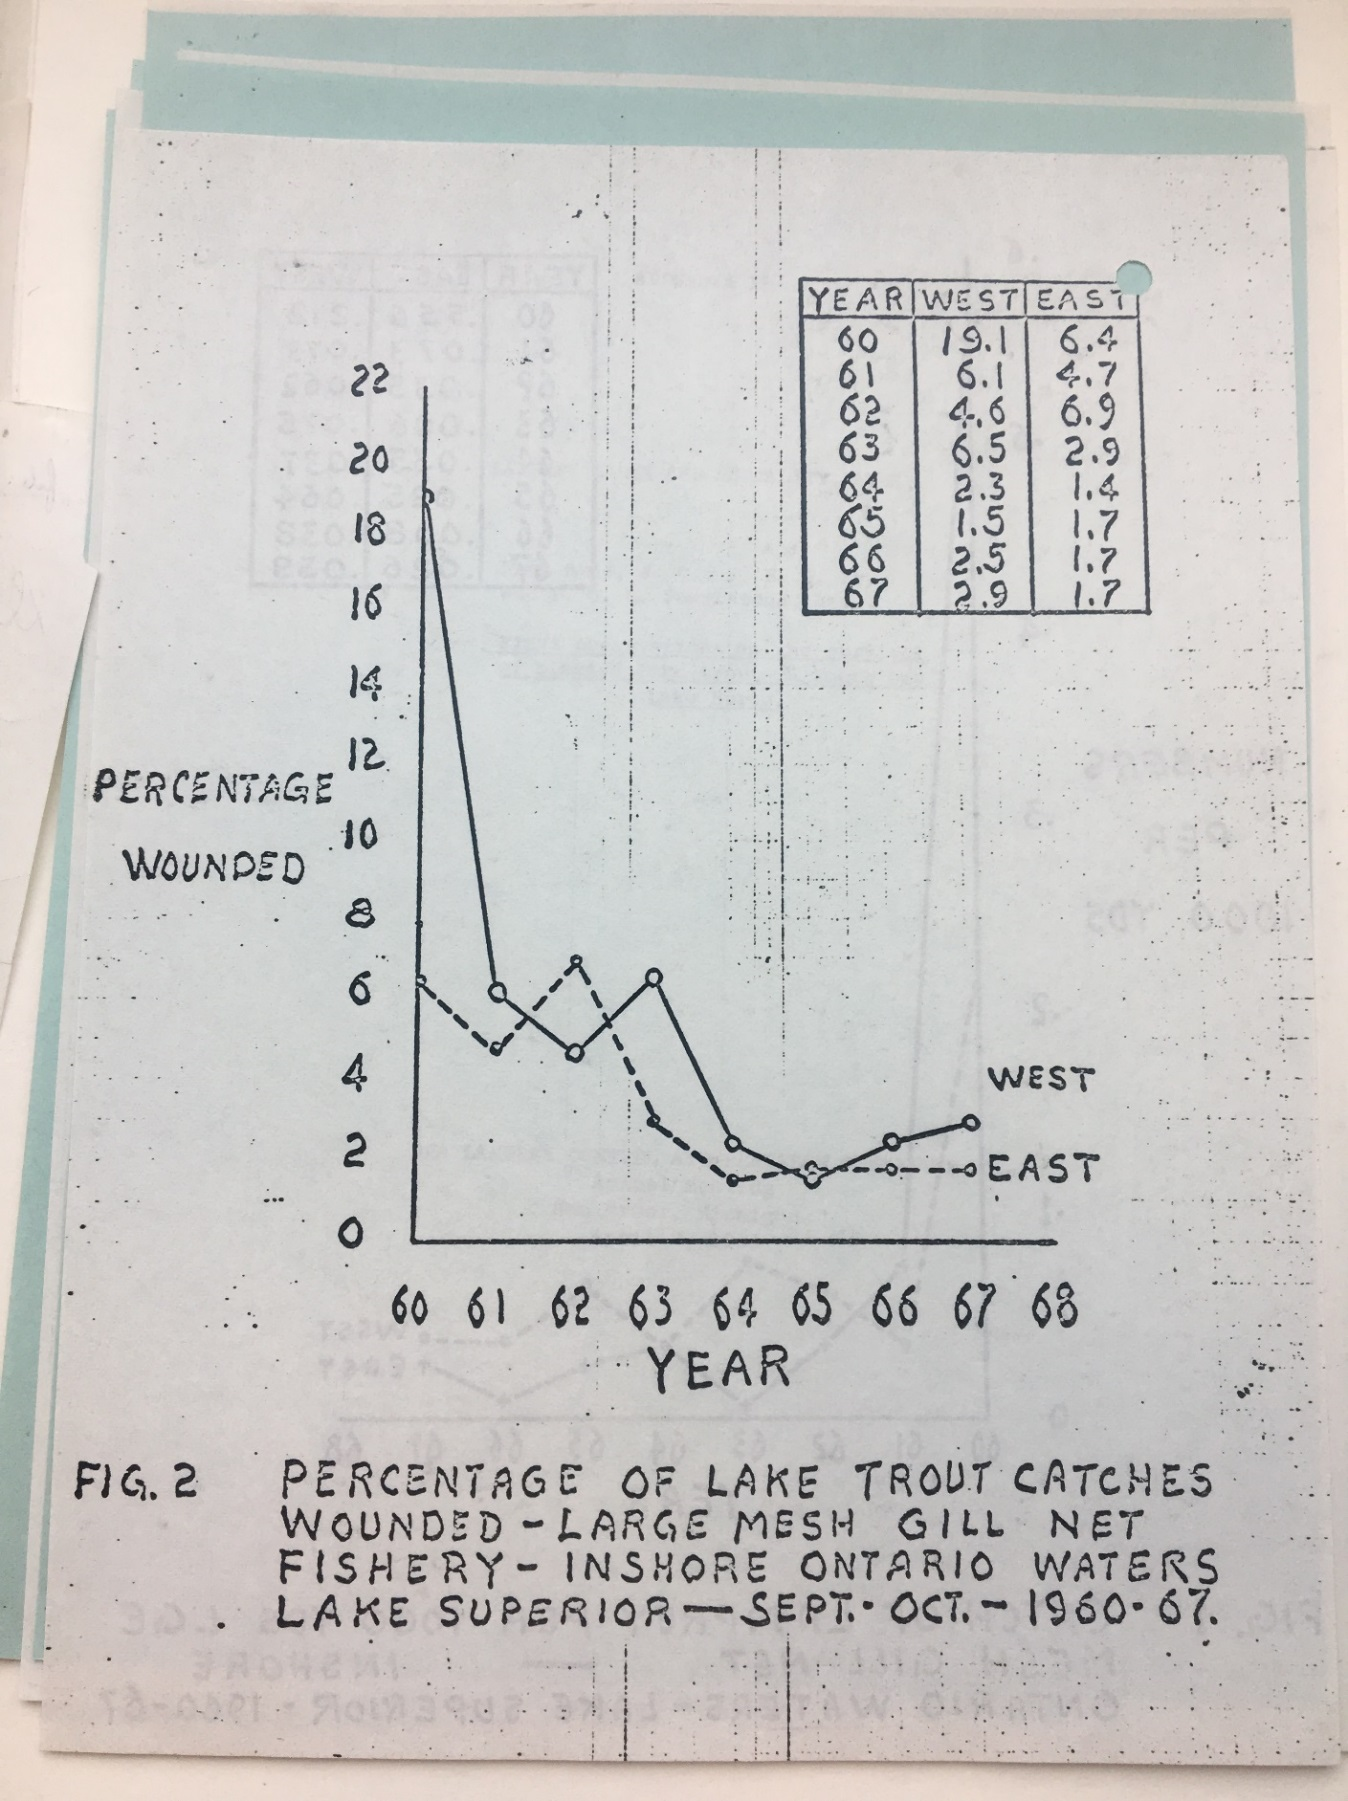 YEAR WEST EAST
60 19.1 6.4
61 6.1 4.7
62 4.6 6.9
63 6.5 2.9
64 2.3 1.4
65 1.5 1.7
66 2.5 1.7
67 2.9 1.7
22
20
18
16
14
12
10
8
6
4
2
0
PERCENTAGE
WOUNDED
WEST
EAST
60 61 62 63 64 65 66 67 68
YEAR
FIG. 2 PERCENTAGE OF LAKE TROUT CATCHES
WOUNDED - LARGE MESH GILL NET
FISHERY - INSHORE ONTARIO WATERS
LAKE SUPERIOR — SEPT. - OCT. - 1960-67.